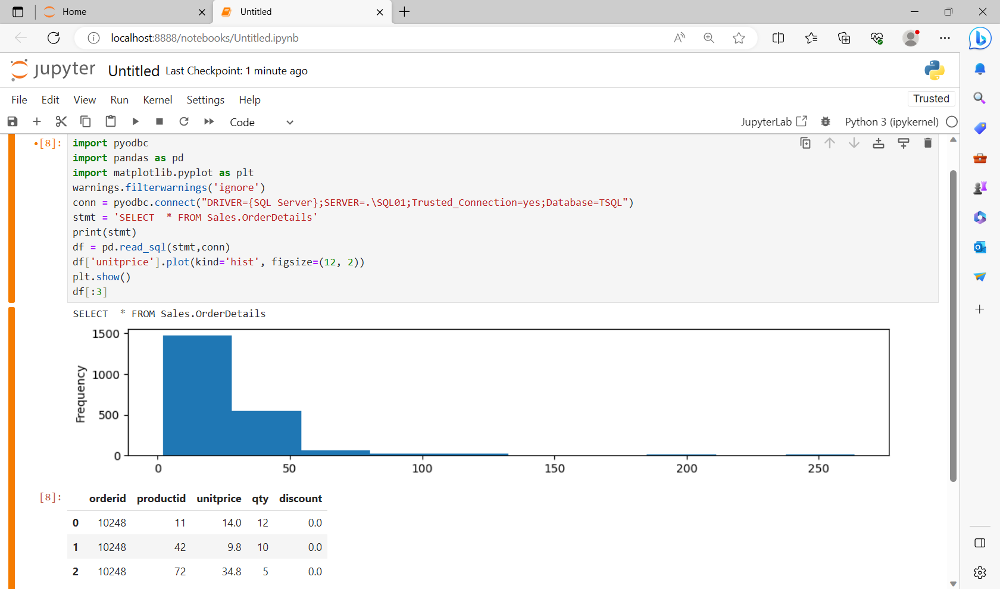 Home
Untitled
localhost:8888/notebooks/Untitled.ipynb
jupyter Untitled Last Checkpoint: 1 minute ago
File Edit View Run Kernel Settings Help
Trusted
Code
JupyterLab
Python 3 (ipykernel)
•[8]:
import pyodbc
import pandas as pd
import matplotlib.pyplot as plt
warnings.filterwarnings('ignore')
conn = pyodbc.connect("DRIVER={SQL Server};SERVER=.\SQL01;Trusted_Connection=yes;Database=TSQL")
stmt = 'SELECT  * FROM Sales.OrderDetails'
print(stmt)
df = pd.read_sql(stmt,conn)
df['unitprice'].plot(kind='hist', figsize=(12, 2))
plt.show()
df[:3]
SELECT  * FROM Sales.OrderDetails
Frequency
1500
1000
500
0
0 50 100 150 200 250
[8]:
orderid productid unitprice qty discount
0 10248 11 14.0 12 0.0
1 10248 42 9.8 10 0.0
2 10248 72 34.8 5 0.0